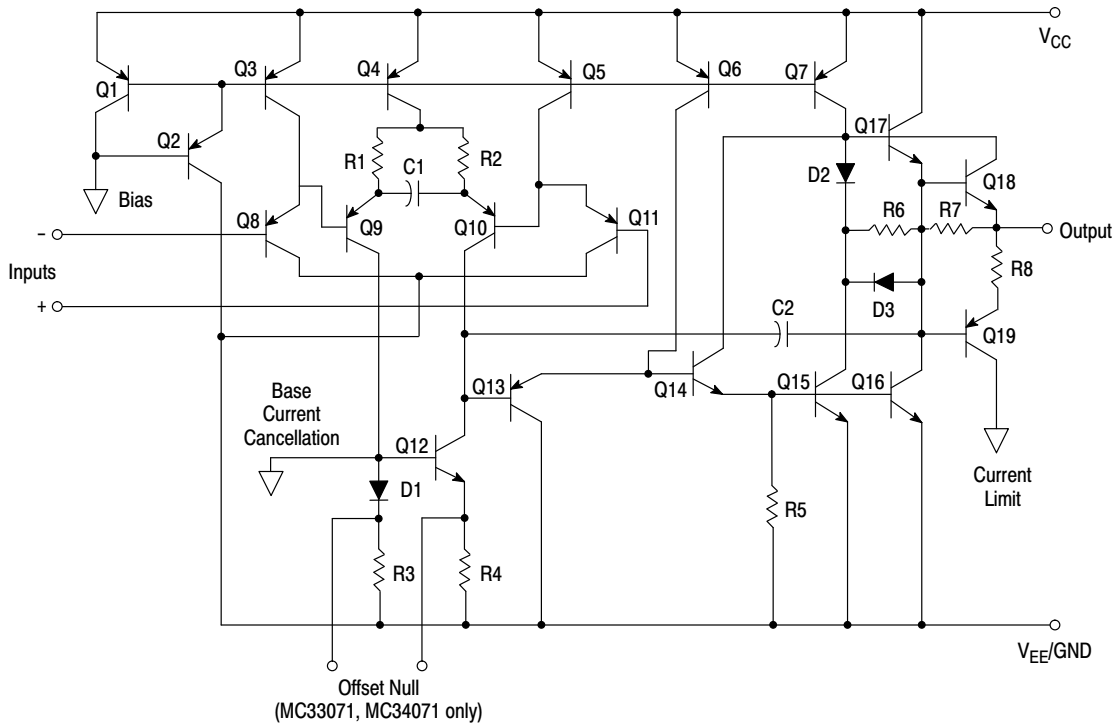 V_CC
Q1
Q3
Q4
Q5
Q6
Q7
Q2
Q17
R1
C1
R2
D2
Q18
Bias
Q8
Q9
Q10
Q11
R6
R7
Output
−
Inputs
+
R8
D3
C2
Q19
Q13
Q14
Q15
Q16
Base
Current
Cancellation
Q12
D1
Current
Limit
R5
R3
R4
V_EE/GND
Offset Null
(MC33071, MC34071 only)